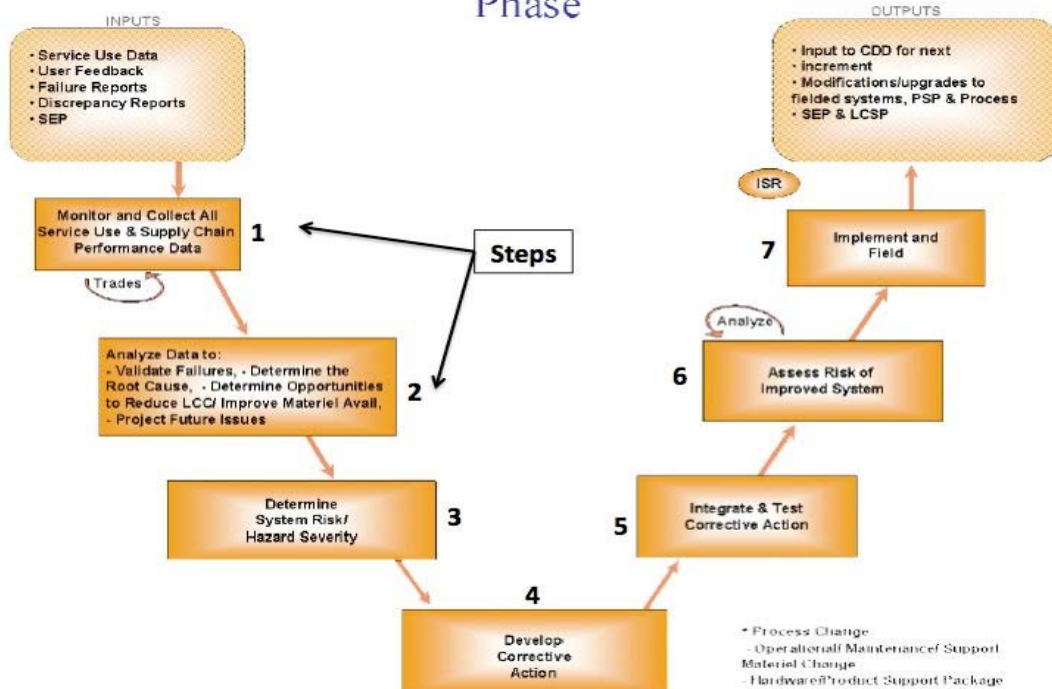 Phase
INPUTS
• Service Use Data
• User Feedback
• Failure Reports
• Discrepancy Reports
• SEP
OUTPUTS
• Input to CDD for next
• increment
• Modifications/upgrades to
fielded systems, PSP & Process
• SEP & LCSP
Monitor and Collect All
Service Use & Supply Chain
Performance Data
1
Trades
Steps
Analyze Data to:
- Validate Failures, - Determine the
Root Cause, - Determine Opportunities
to Reduce LCC/ Improve Materiel Avail,
- Project Future Issues
2
Determine
System Risk/
Hazard Severity
3
4
Develop
Corrective
Action
5
Integrate & Test
Corrective Action
6
Analyze
Assess Risk of
Improved System
7
ISR
Implement and
Field
* Process Change
- Operational/ Maintenance/ Support
Materiel Change
- Hardware/Product Support Package